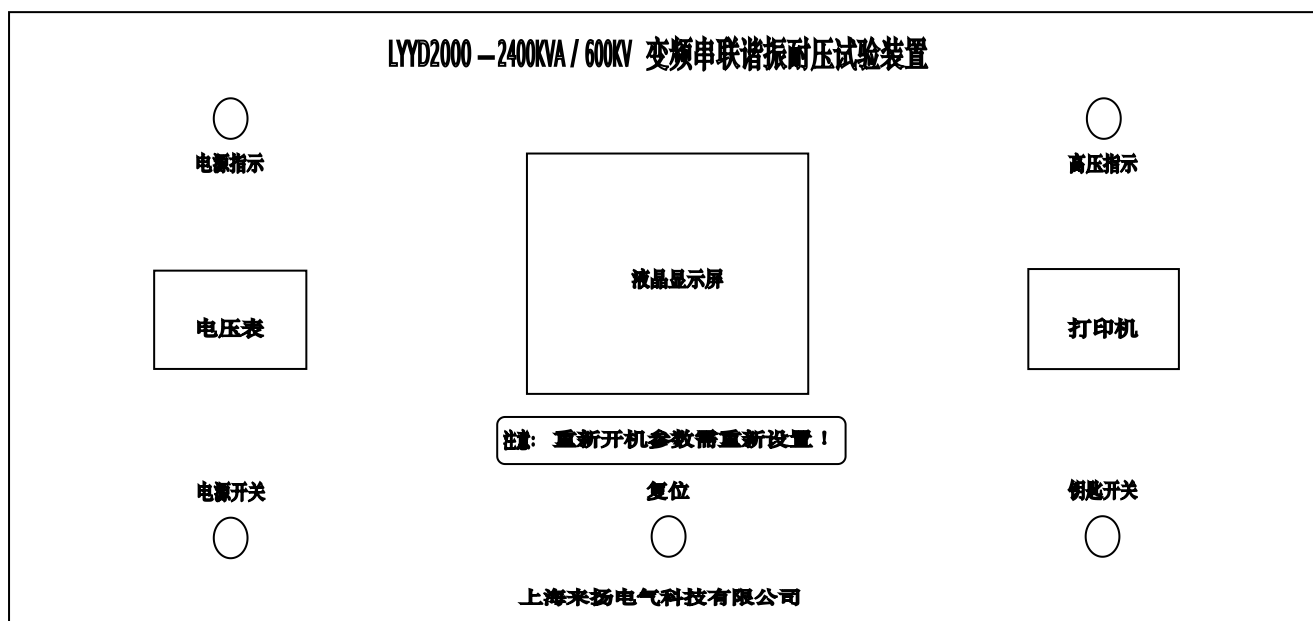 LYYD2000－2400KVA / 600KV 变频串联谐振耐压试验装置
电源指示
高压指示
液晶显示屏
电压表
打印机
注意： 重新开机参数需重新设置！
电源开关
复位
钥匙开关
上海来扬电气科技有限公司